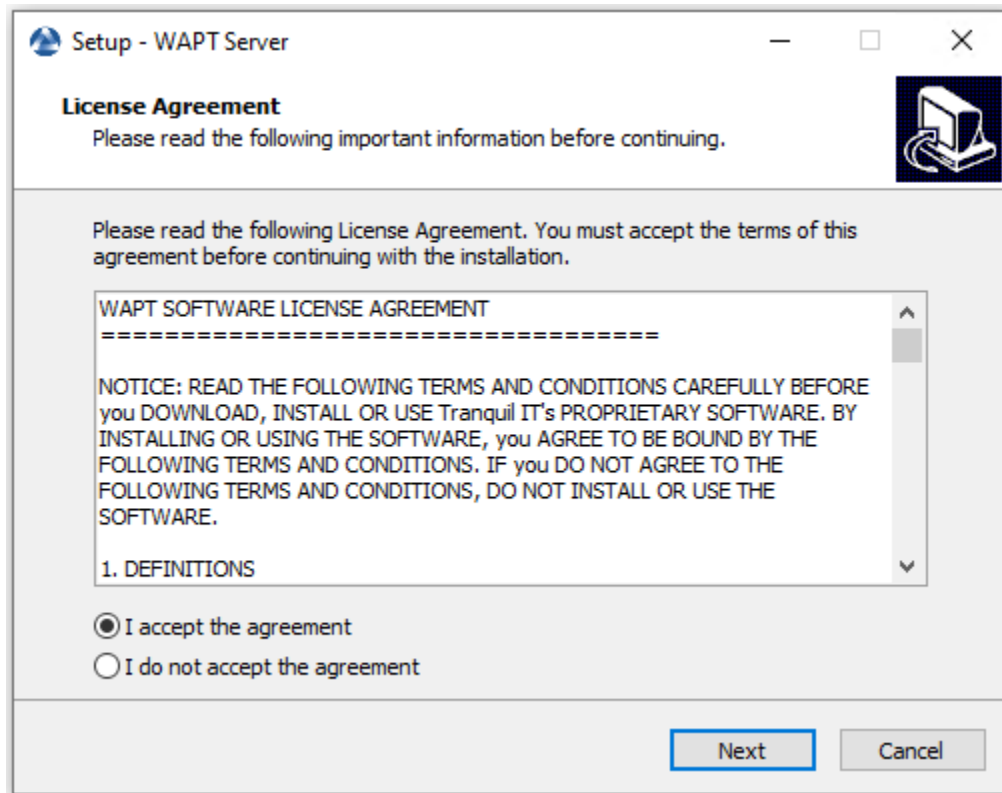 Setup - WAPT Server
License Agreement
Please read the following important information before continuing.
Please read the following License Agreement. You must accept the terms of this
agreement before continuing with the installation.
WAPT SOFTWARE LICENSE AGREEMENT
===================================
NOTICE: READ THE FOLLOWING TERMS AND CONDITIONS CAREFULLY BEFORE
you DOWNLOAD, INSTALL OR USE Tranquil IT's PROPRIETARY SOFTWARE. BY
INSTALLING OR USING THE SOFTWARE, you AGREE TO BE BOUND BY THE
FOLLOWING TERMS AND CONDITIONS. IF you DO NOT AGREE TO THE
FOLLOWING TERMS AND CONDITIONS, DO NOT INSTALL OR USE THE
SOFTWARE.
1. DEFINITIONS
I accept the agreement
I do not accept the agreement
Next
Cancel